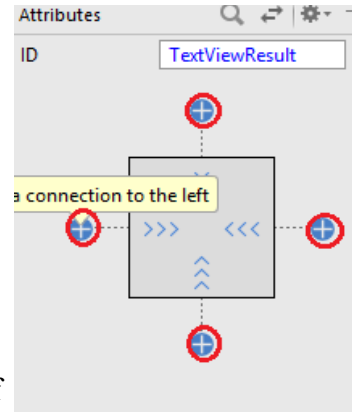 Attributes
ID TextViewResult
a connection to the left
f